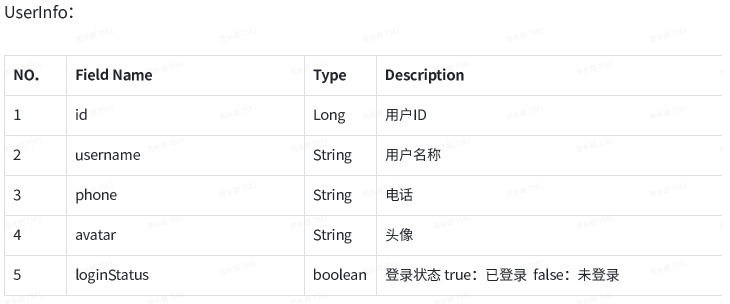 UserInfo：
NO. Field Name Type Description
1 id Long 用户ID
2 username String 用户名称
3 phone String 电话
4 avatar String 头像
5 loginStatus boolean 登录状态 true：已登录 false：未登录